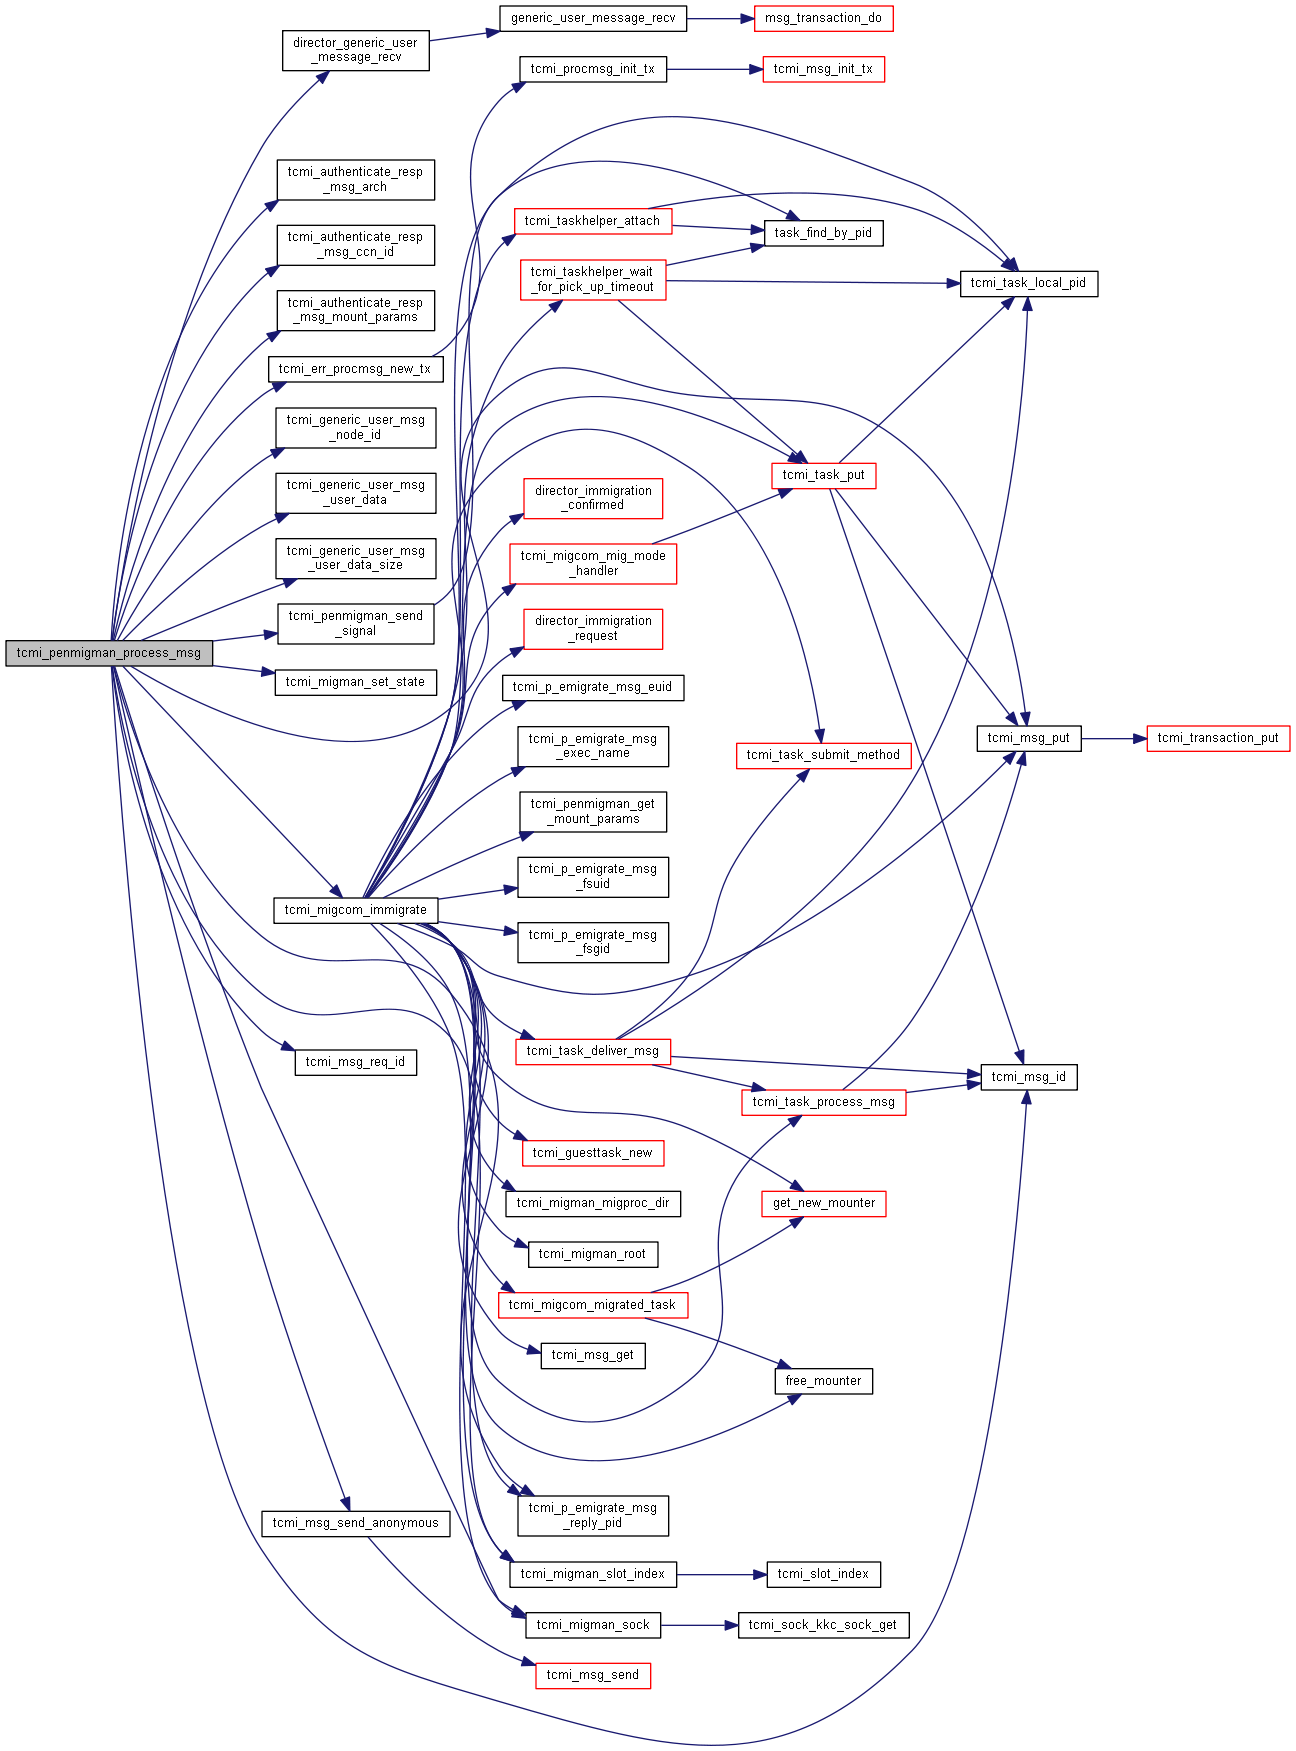 generic_user_message_recv
msg_transaction_do
director_generic_user
_message_recv
tcmi_procmsg_init_tx
tcmi_msg_init_tx
tcmi_authenticate_resp
_msg_arch
tcmi_taskhelper_attach
task_find_by_pid
tcmi_authenticate_resp
_msg_ccn_id
tcmi_taskhelper_wait
_for_pick_up_timeout
tcmi_task_local_pid
tcmi_authenticate_resp
_msg_mount_params
tcmi_err_procmsg_new_tx
tcmi_generic_user_msg
_node_id
tcmi_task_put
tcmi_generic_user_msg
_user_data
director_immigration
_confirmed
tcmi_generic_user_msg
_user_data_size
tcmi_migcom_mig_mode
_handler
tcmi_penmigman_send
_signal
director_immigration
_request
tcmi_penmigman_process_msg
tcmi_migman_set_state
tcmi_p_emigrate_msg_euid
tcmi_p_emigrate_msg
_exec_name
tcmi_task_submit_method
tcmi_msg_put
tcmi_transaction_put
tcmi_penmigman_get
_mount_params
tcmi_p_emigrate_msg
_fsuid
tcmi_migcom_immigrate
tcmi_p_emigrate_msg
_fsgid
tcmi_msg_req_id
tcmi_task_deliver_msg
tcmi_msg_id
tcmi_task_process_msg
tcmi_guesttask_new
tcmi_migman_migproc_dir
get_new_mounter
tcmi_migman_root
tcmi_migcom_migrated_task
tcmi_msg_get
free_mounter
tcmi_msg_send_anonymous
tcmi_p_emigrate_msg
_reply_pid
tcmi_migman_slot_index
tcmi_slot_index
tcmi_migman_sock
tcmi_sock_kkc_sock_get
tcmi_msg_send